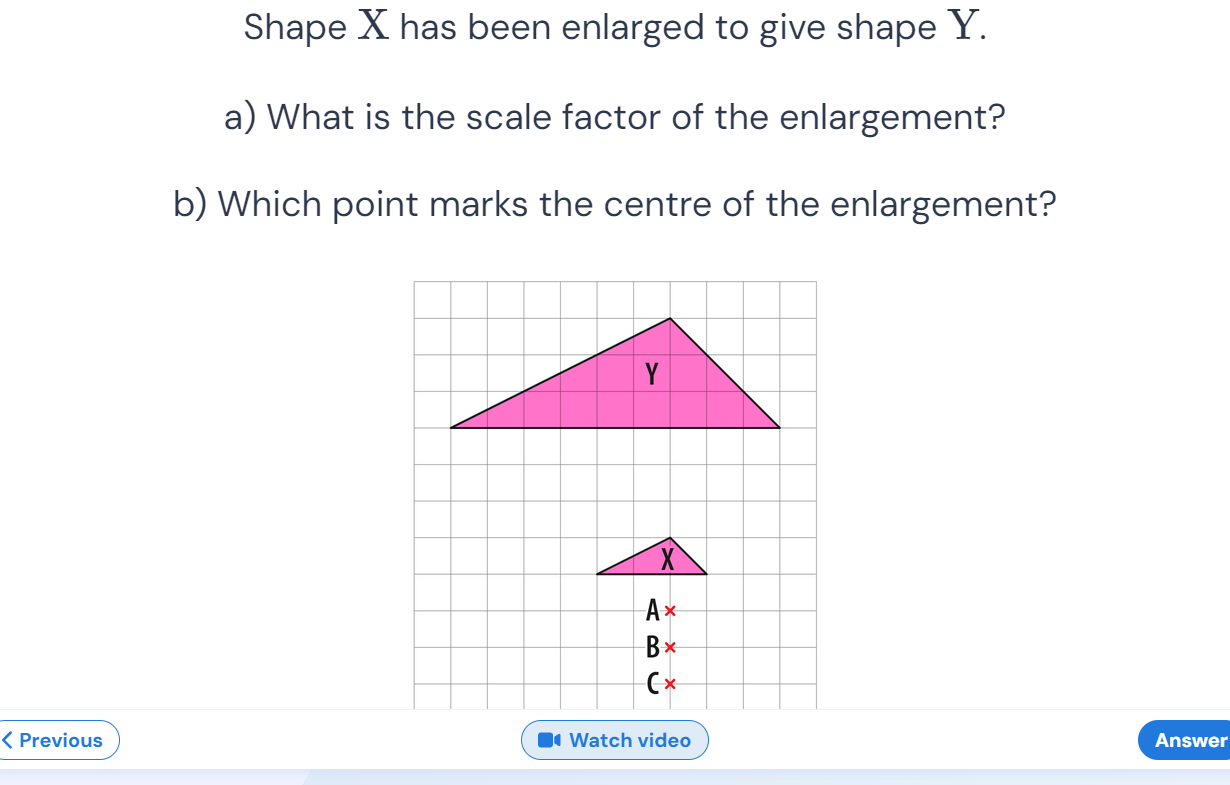 Shape X has been enlarged to give shape Y.
a) What is the scale factor of the enlargement?
b) Which point marks the centre of the enlargement?
Y
X
A
B
C
Previous
Watch video
Answer